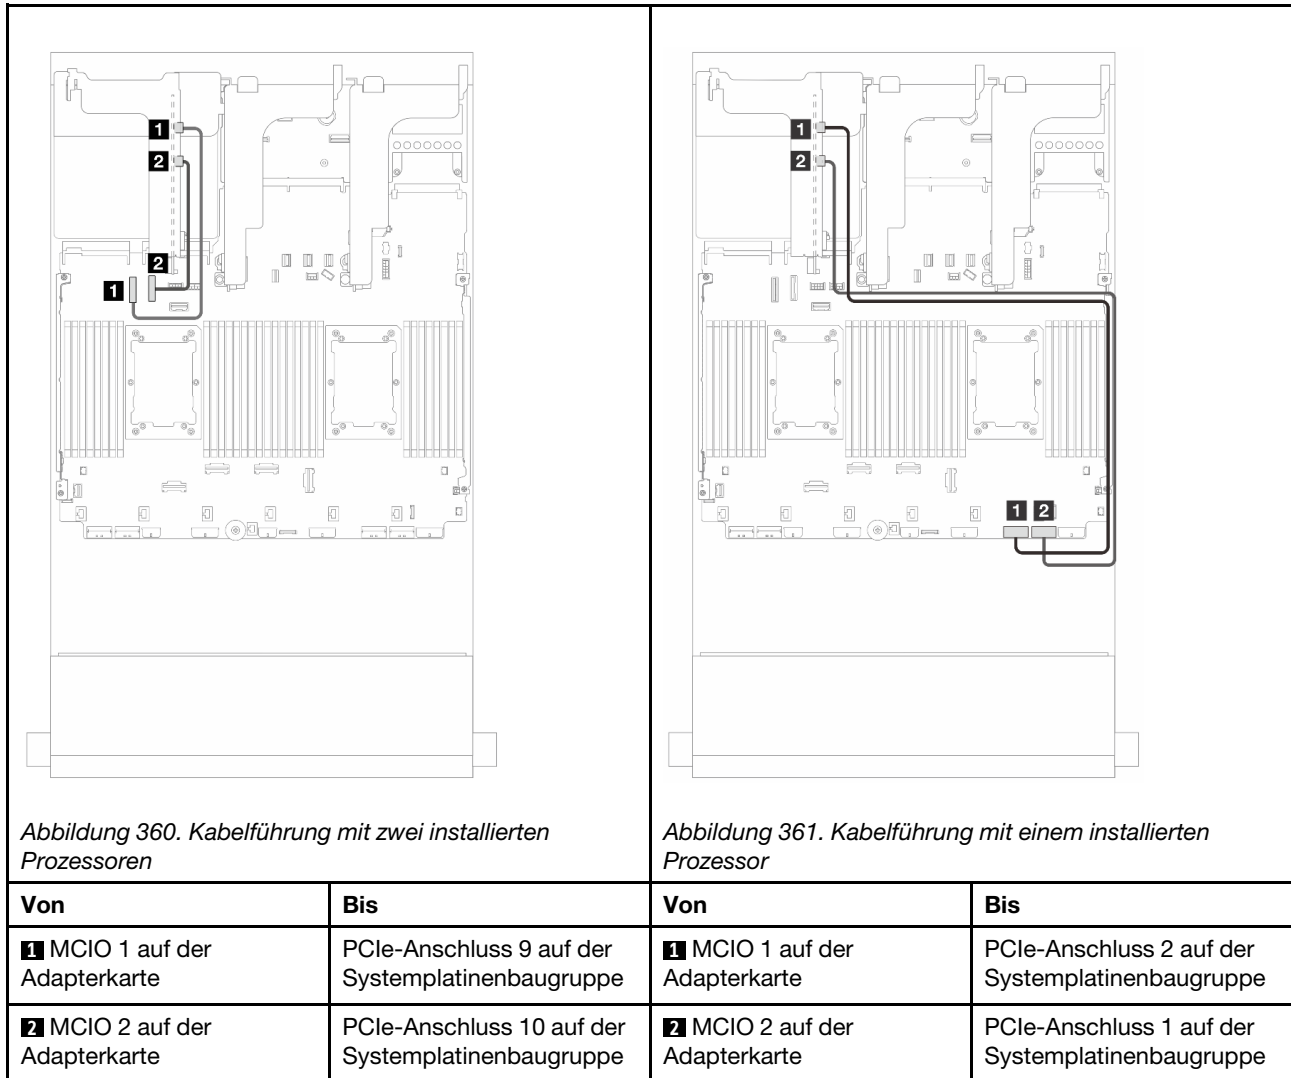 1
2
2
1
1
2
1 2
Abbildung 360. Kabelführung mit zwei installierten
Prozessoren
Abbildung 361. Kabelführung mit einem installierten
Prozessor
Von Bis Von Bis
1 MCIO 1 auf der
Adapterkarte
PCIe-Anschluss 9 auf der
Systemplatinenbaugruppe
1 MCIO 1 auf der
Adapterkarte
PCIe-Anschluss 2 auf der
Systemplatinenbaugruppe
2 MCIO 2 auf der
Adapterkarte
PCIe-Anschluss 10 auf der
Systemplatinenbaugruppe
2 MCIO 2 auf der
Adapterkarte
PCIe-Anschluss 1 auf der
Systemplatinenbaugruppe